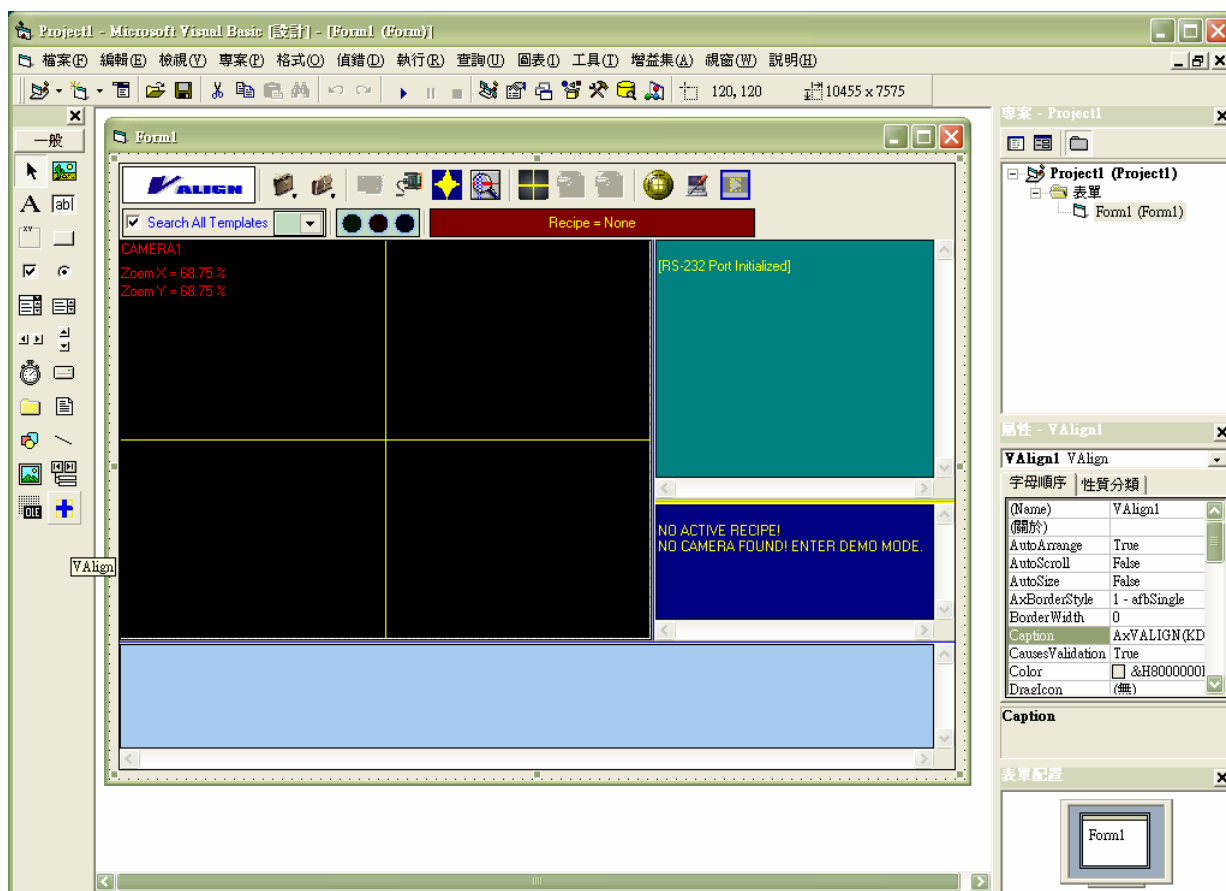 Project1 - Microsoft Visual Basic [設計] - [Form1 (Form)]
檔案(F) 編輯(E) 檢視(V) 專案(P) 格式(O) 偵錯(D) 執行(R) 查詢(U) 圖表(I) 工具(T) 增益集(A) 視窗(W) 說明(H)
120, 120 10455 x 7575
一般
A
abl
xv
OLE
VAlign
Form1
VALIGN
Search All Templates
Recipe = None
CAMERA1
Zoom X = 68.75 %
Zoom Y = 68.75 %
[RS-232 Port Initialized]
NO ACTIVE RECIPE!
NO CAMERA FOUND! ENTER DEMO MODE.
專案 - Project1
Project1 (Project1)
表單
Form1 (Form1)
屬性 - VAlign1
VAlign1 VAlign
字母順序 性質分類
(Name) VAlign1
(關於)
AutoArrange True
AutoScroll False
AutoSize False
AxBorderStyle 1 - afbSingle
BorderWidth 0
Caption AxVALIGN(KD
CausesValidation True
Color &H8000000
DragIcon (無)
Caption
表單配置
Form1